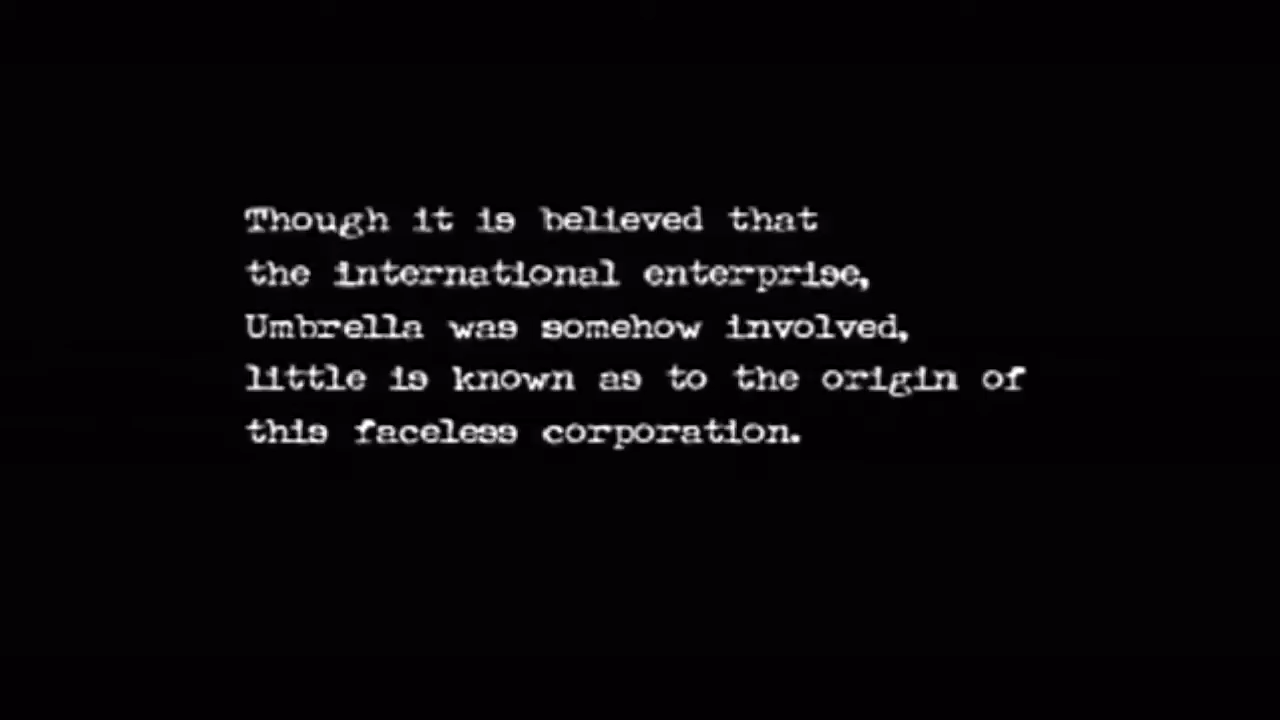 Though it is believed that
the international enterprise,
Umbrella was somehow involved,
little is known as to the origin of
this faceless corporation.